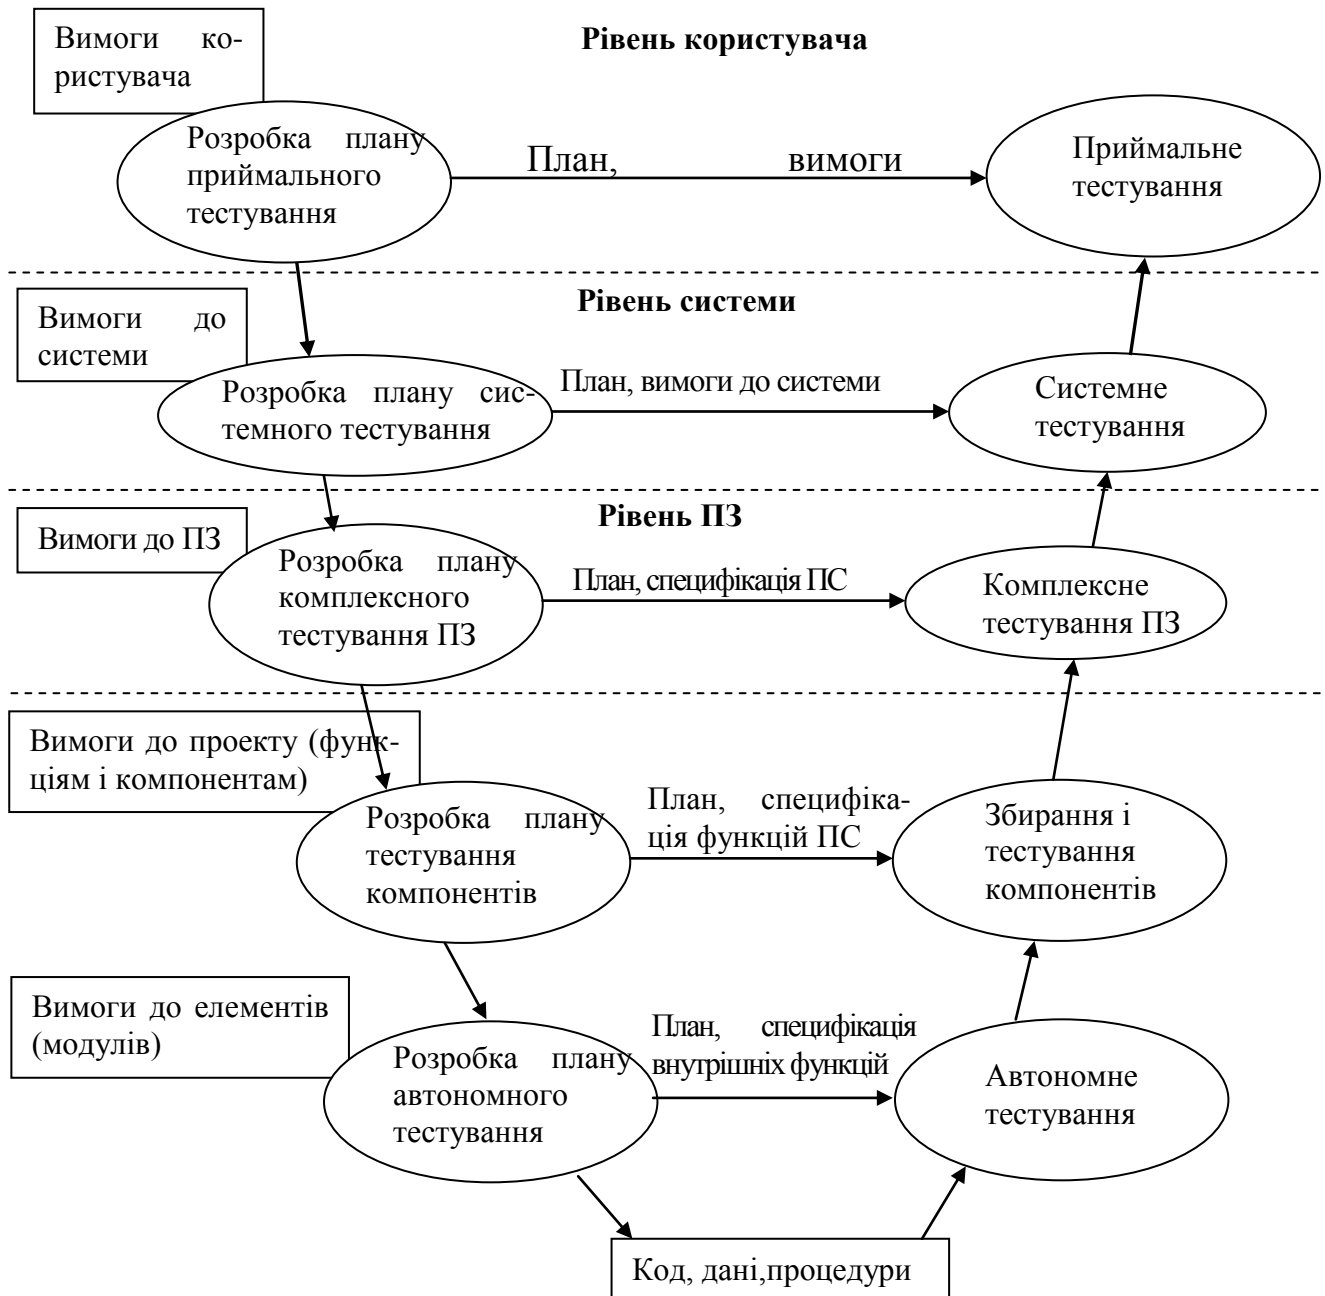 Вимоги ко-
ристувача
Рівень користувача
Розробка плану
приймального
тестування
План, вимоги
Приймальне
тестування
Рівень системи
Вимоги до
системи
Розробка плану сис-
темного тестування
План, вимоги до системи
Системне
тестування
Рівень ПЗ
Вимоги до ПЗ
Розробка плану
комплексного
тестування ПЗ
План, специфікація ПС
Комплексне
тестування ПЗ
Вимоги до проекту (функ-
ціям і компонентам)
Розробка плану
тестування
компонентів
План, специфіка-
ція функцій ПС
Збирання і
тестування
компонентів
Вимоги до елементів
(модулів)
Розробка плану
автономного
тестування
План, специфікація
внутрішніх функцій
Автономне
тестування
Код, дані,процедури